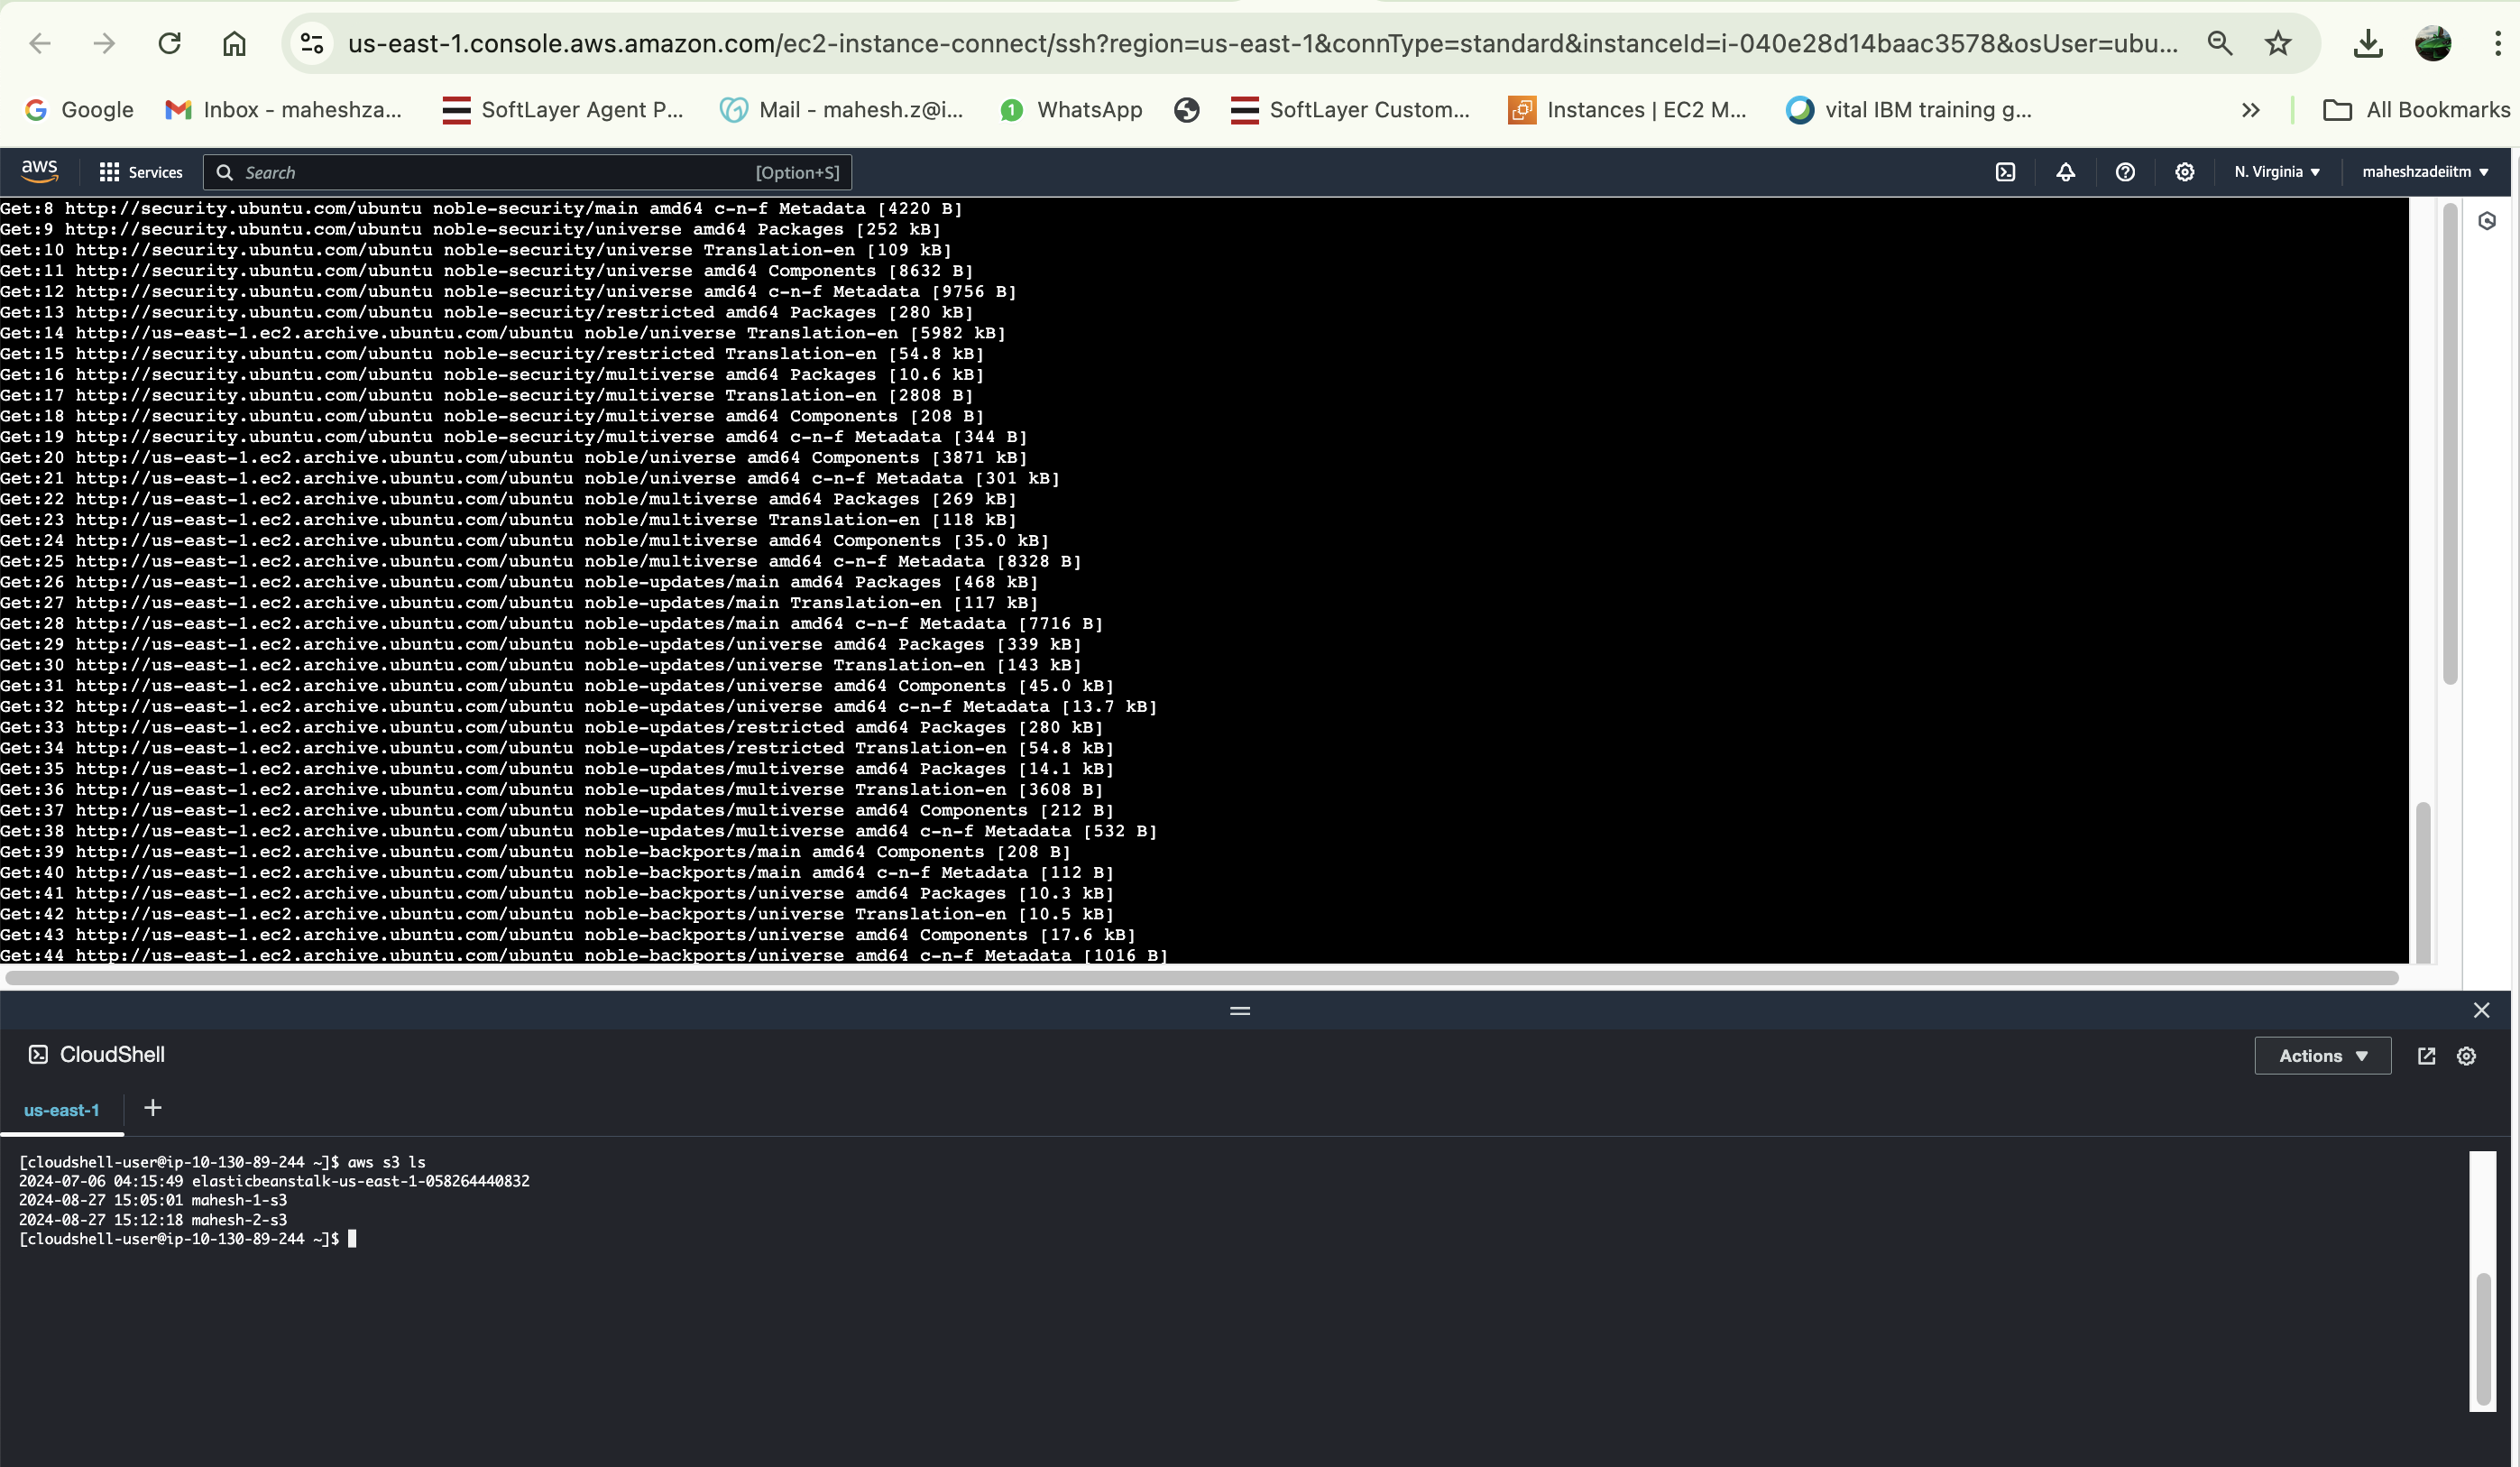 us-east-1.console.aws.amazon.com/ec2-instance-connect/ssh?region=us-east-1&connType=standard&instanceId=i-040e28d14baac3578&osUser=ubu...
Google Inbox - maheshza... SoftLayer Agent P... Mail - mahesh.z@i... 1 WhatsApp SoftLayer Custom... Instances | EC2 M... vital IBM training g... All Bookmarks
aws Services Search [Option+S] N. Virginia maheshzadeiitm
Get:8 http://security.ubuntu.com/ubuntu noble-security/main amd64 c-n-f Metadata [4220 B]
Get:9 http://security.ubuntu.com/ubuntu noble-security/universe amd64 Packages [252 kB]
Get:10 http://security.ubuntu.com/ubuntu noble-security/universe Translation-en [109 kB]
Get:11 http://security.ubuntu.com/ubuntu noble-security/universe amd64 Components [8632 B]
Get:12 http://security.ubuntu.com/ubuntu noble-security/universe amd64 c-n-f Metadata [9756 B]
Get:13 http://security.ubuntu.com/ubuntu noble-security/restricted amd64 Packages [280 kB]
Get:14 http://us-east-1.ec2.archive.ubuntu.com/ubuntu noble/universe Translation-en [5982 kB]
Get:15 http://security.ubuntu.com/ubuntu noble-security/restricted Translation-en [54.8 kB]
Get:16 http://security.ubuntu.com/ubuntu noble-security/multiverse amd64 Packages [10.6 kB]
Get:17 http://security.ubuntu.com/ubuntu noble-security/multiverse Translation-en [2808 B]
Get:18 http://security.ubuntu.com/ubuntu noble-security/multiverse amd64 Components [208 B]
Get:19 http://security.ubuntu.com/ubuntu noble-security/multiverse amd64 c-n-f Metadata [344 B]
Get:20 http://us-east-1.ec2.archive.ubuntu.com/ubuntu noble/universe amd64 Components [3871 kB]
Get:21 http://us-east-1.ec2.archive.ubuntu.com/ubuntu noble/universe amd64 c-n-f Metadata [301 kB]
Get:22 http://us-east-1.ec2.archive.ubuntu.com/ubuntu noble/multiverse amd64 Packages [269 kB]
Get:23 http://us-east-1.ec2.archive.ubuntu.com/ubuntu noble/multiverse Translation-en [118 kB]
Get:24 http://us-east-1.ec2.archive.ubuntu.com/ubuntu noble/multiverse amd64 Components [35.0 kB]
Get:25 http://us-east-1.ec2.archive.ubuntu.com/ubuntu noble/multiverse amd64 c-n-f Metadata [8328 B]
Get:26 http://us-east-1.ec2.archive.ubuntu.com/ubuntu noble-updates/main amd64 Packages [468 kB]
Get:27 http://us-east-1.ec2.archive.ubuntu.com/ubuntu noble-updates/main Translation-en [117 kB]
Get:28 http://us-east-1.ec2.archive.ubuntu.com/ubuntu noble-updates/main amd64 c-n-f Metadata [7716 B]
Get:29 http://us-east-1.ec2.archive.ubuntu.com/ubuntu noble-updates/universe amd64 Packages [339 kB]
Get:30 http://us-east-1.ec2.archive.ubuntu.com/ubuntu noble-updates/universe Translation-en [143 kB]
Get:31 http://us-east-1.ec2.archive.ubuntu.com/ubuntu noble-updates/universe amd64 Components [45.0 kB]
Get:32 http://us-east-1.ec2.archive.ubuntu.com/ubuntu noble-updates/universe amd64 c-n-f Metadata [13.7 kB]
Get:33 http://us-east-1.ec2.archive.ubuntu.com/ubuntu noble-updates/restricted amd64 Packages [280 kB]
Get:34 http://us-east-1.ec2.archive.ubuntu.com/ubuntu noble-updates/restricted Translation-en [54.8 kB]
Get:35 http://us-east-1.ec2.archive.ubuntu.com/ubuntu noble-updates/multiverse amd64 Packages [14.1 kB]
Get:36 http://us-east-1.ec2.archive.ubuntu.com/ubuntu noble-updates/multiverse Translation-en [3608 B]
Get:37 http://us-east-1.ec2.archive.ubuntu.com/ubuntu noble-updates/multiverse amd64 Components [212 B]
Get:38 http://us-east-1.ec2.archive.ubuntu.com/ubuntu noble-updates/multiverse amd64 c-n-f Metadata [532 B]
Get:39 http://us-east-1.ec2.archive.ubuntu.com/ubuntu noble-backports/main amd64 Components [208 B]
Get:40 http://us-east-1.ec2.archive.ubuntu.com/ubuntu noble-backports/main amd64 c-n-f Metadata [112 B]
Get:41 http://us-east-1.ec2.archive.ubuntu.com/ubuntu noble-backports/universe amd64 Packages [10.3 kB]
Get:42 http://us-east-1.ec2.archive.ubuntu.com/ubuntu noble-backports/universe Translation-en [10.5 kB]
Get:43 http://us-east-1.ec2.archive.ubuntu.com/ubuntu noble-backports/universe amd64 Components [17.6 kB]
Get:44 http://us-east-1.ec2.archive.ubuntu.com/ubuntu noble-backports/universe amd64 c-n-f Metadata [1016 B]
CloudShell Actions
us-east-1
[cloudshell-user@ip-10-130-89-244 ~]$ aws s3 ls
2024-07-06 04:15:49 elasticbeanstalk-us-east-1-058264440832
2024-08-27 15:05:01 mahesh-1-s3
2024-08-27 15:12:18 mahesh-2-s3
[cloudshell-user@ip-10-130-89-244 ~]$